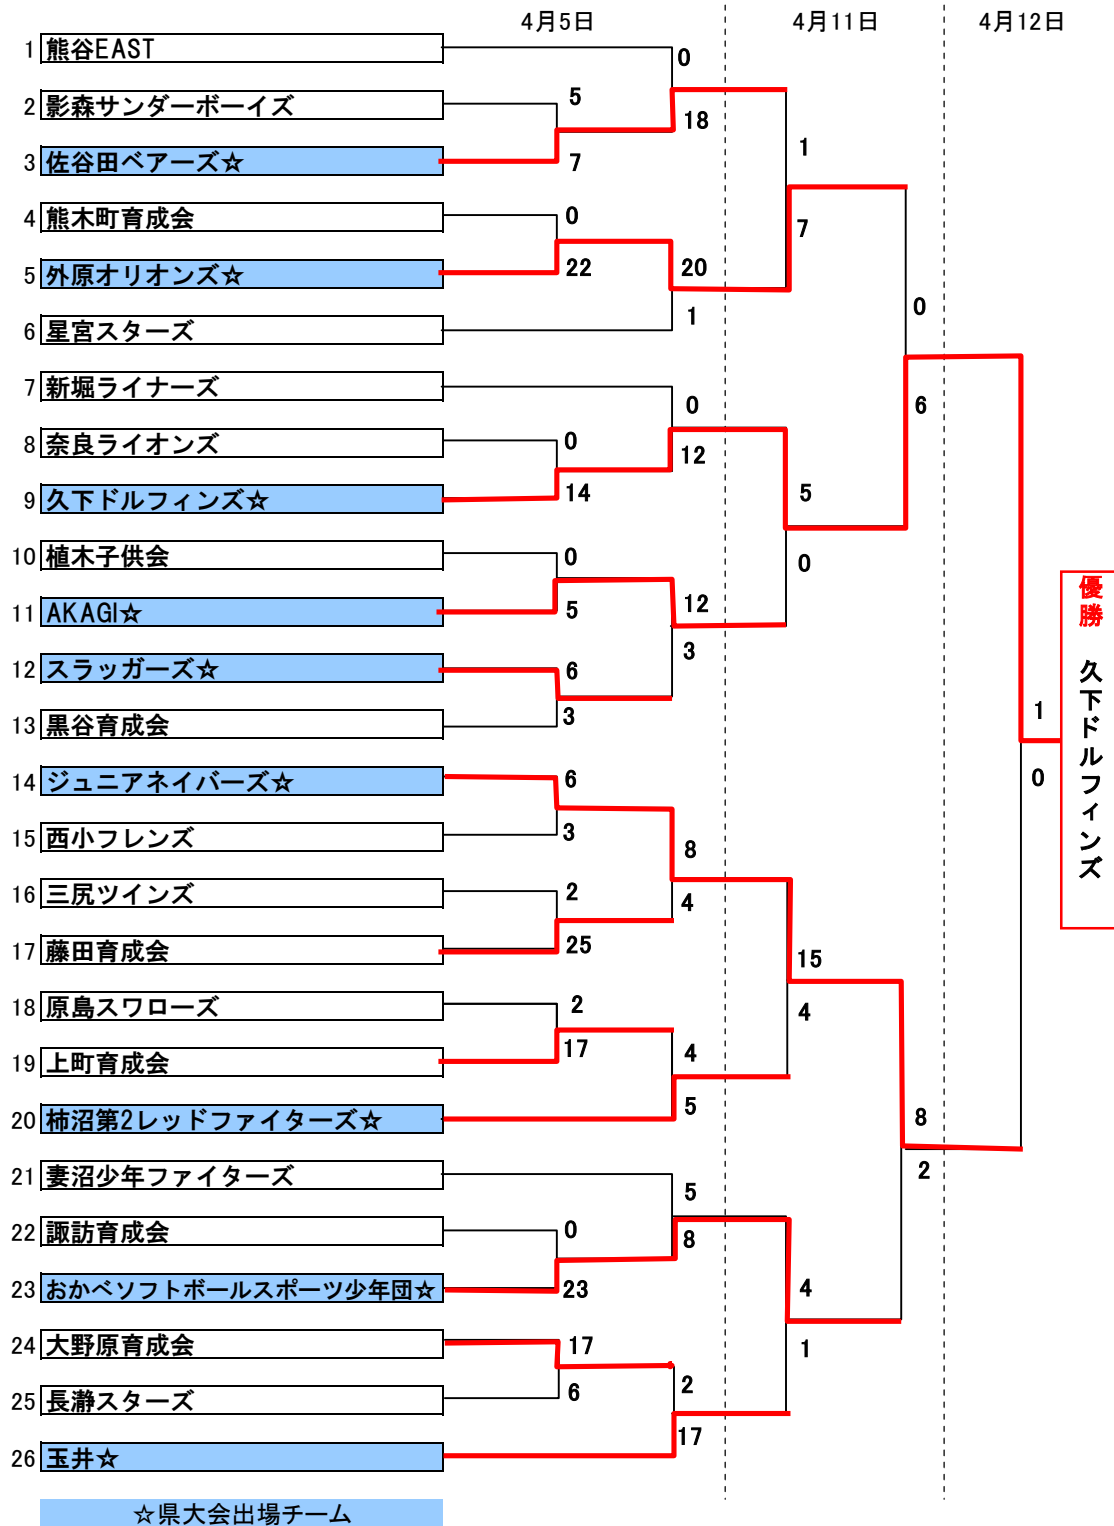 4月5日 4月11日 4月12日
1 熊谷EAST
0
2 影森サンダーボーイズ
5
18
3 佐谷田ベアーズ☆
7
1
4 熊木町育成会
0
7
5 外原オリオンズ☆
22
20
6 星宮スターズ
1
0
7 新堀ライナーズ
0
6
8 奈良ライオンズ
0
12
9 久下ドルフィンズ☆
14
5
10 植木子供会
0
0
11 AKAGI☆
5
12
12 スラッガーズ☆
6
3
13 黒谷育成会
3
1
優勝 久下ドルフィンズ
14 ジュニアネイバーズ☆
6
0
15 西小フレンズ
3
8
16 三尻ツインズ
2
4
17 藤田育成会
25
15
18 原島スワローズ
2
4
19 上町育成会
17
4
20 柿沼第2レッドファイターズ☆
5
8
21 妻沼少年ファイターズ
5
2
22 諏訪育成会
0
8
23 おかベソフトボールスポーツ少年団☆
23
4
24 大野原育成会
17
1
25 長瀞スターズ
6
2
26 玉井☆
17
☆県大会出場チーム